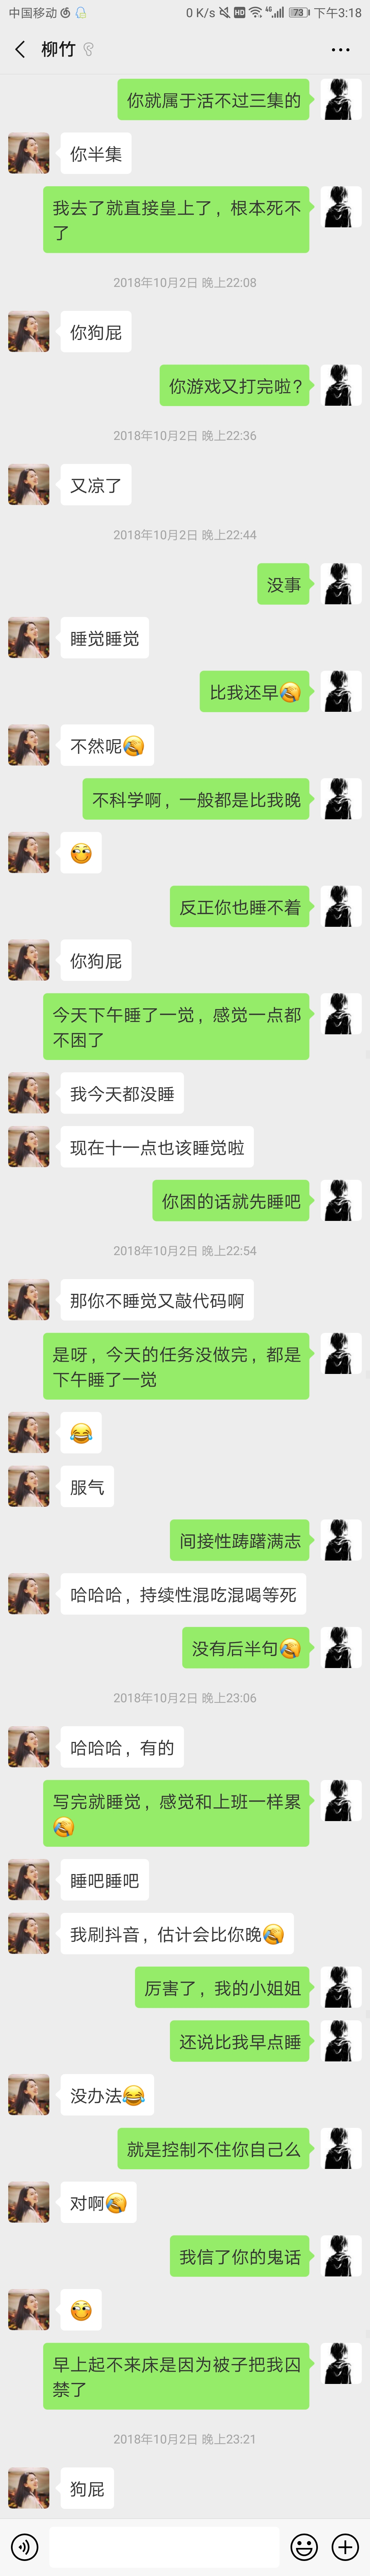 中国移动 0 K/s HD 4G 73 下午3:18
柳竹
你就属于活不过三集的
你半集
我去了就直接皇上了，根本死不
了
2018年10月2日 晚上22:08
你狗屁
你游戏又打完啦?
2018年10月2日 晚上22:36
又凉了
2018年10月2日 晚上22:44
没事
睡觉睡觉
比我还早
不然呢
不科学啊，一般都是比我晚
反正你也睡不着
你狗屁
今天下午睡了一觉，感觉一点都
不困了
我今天都没睡
现在十一点也该睡觉啦
你困的话就先睡吧
2018年10月2日 晚上22:54
那你不睡觉又敲代码啊
是呀，今天的任务没做完，都是
下午睡了一觉
😂
服气
间接性踌躇满志
哈哈哈，持续性混吃混喝等死
没有后半句
2018年10月2日 晚上23:06
哈哈哈，有的
写完就睡觉，感觉和上班一样累
睡吧睡吧
我刷抖音，估计会比你晚
厉害了，我的小姐姐
还说比我早点睡
没办法😂
就是控制不住你自己么
对啊
我信了你的鬼话
早上起不来床是因为被子把我囚
禁了
2018年10月2日 晚上23:21
狗屁